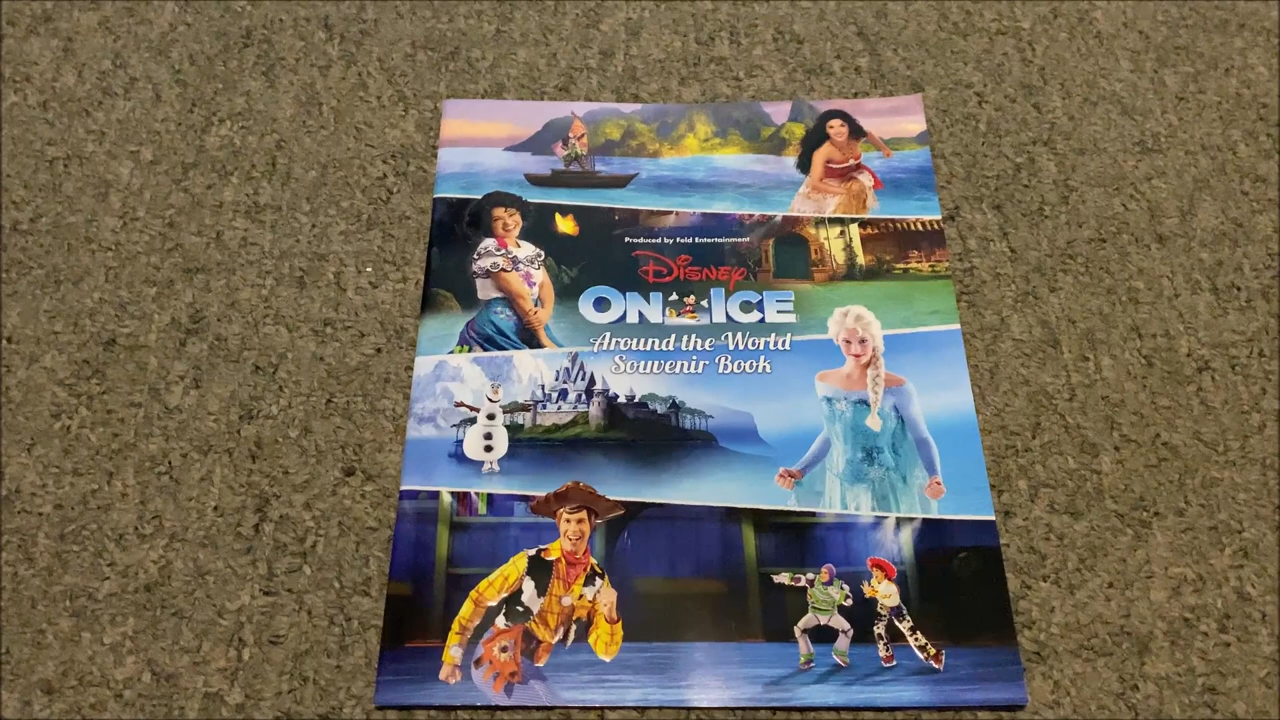 Produced by Feld Entertainment
Disney
ON ICE
Around the World
Souvenir Book